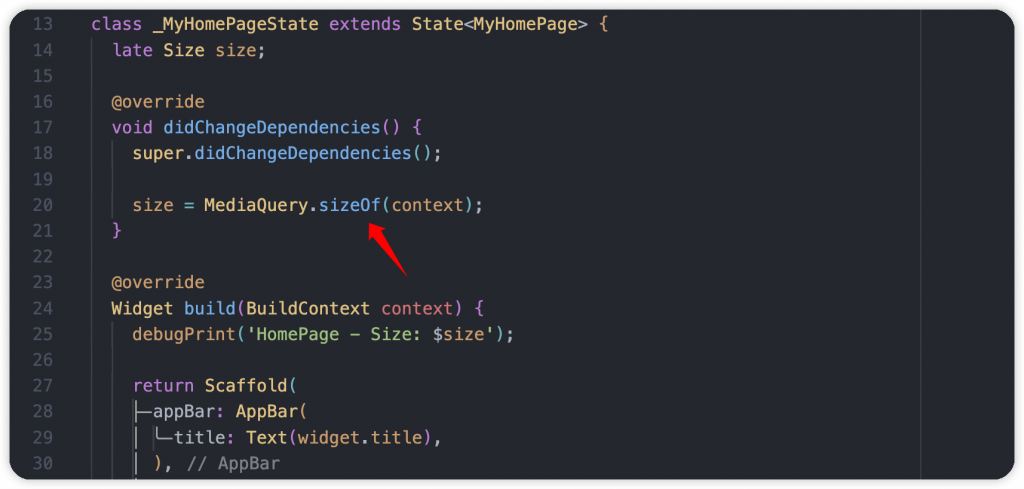 13 class _MyHomePageState extends State<MyHomePage> {
14 late Size size;
15
16 @override
17 void didChangeDependencies() {
18 super.didChangeDependencies();
19
20 size = MediaQuery.sizeOf(context);
21 }
22
23 @override
24 Widget build(BuildContext context) {
25 debugPrint('HomePage - Size: $size');
26
27 return Scaffold(
28 appBar: AppBar(
29 title: Text(widget.title),
30 ), // AppBar